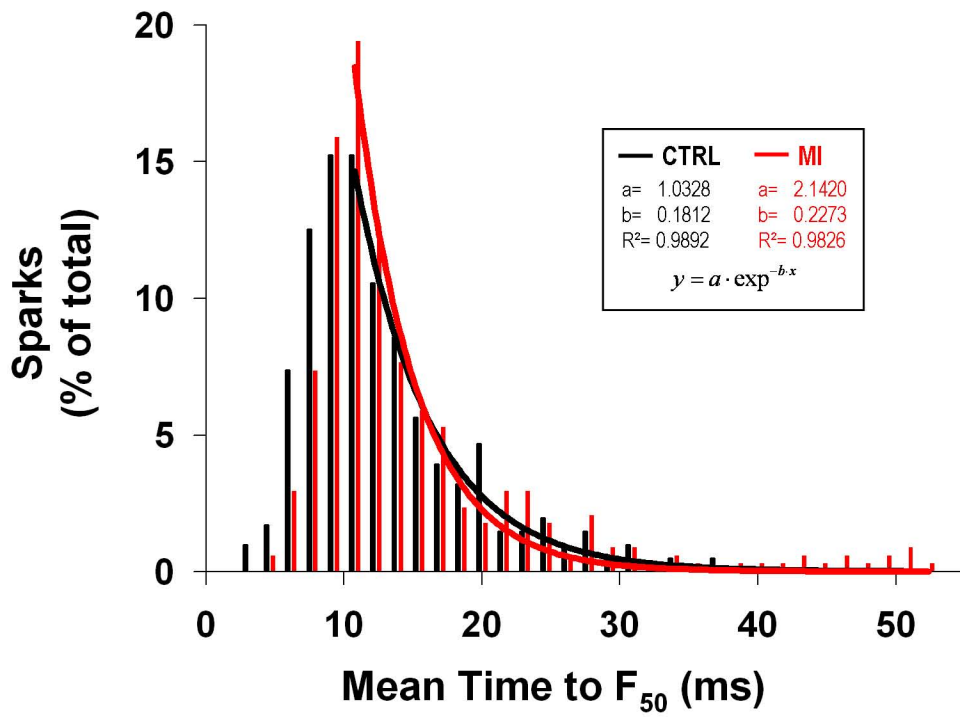 20
15
10
5
0
Sparks
(% of total)
CTRL MI
a= 1.0328 a= 2.1420
b= 0.1812 b= 0.2273
R²= 0.9892 R²= 0.9826
y = a · exp⁻ᵇ·ˣ
0 10 20 30 40 50
Mean Time to F₅₀ (ms)